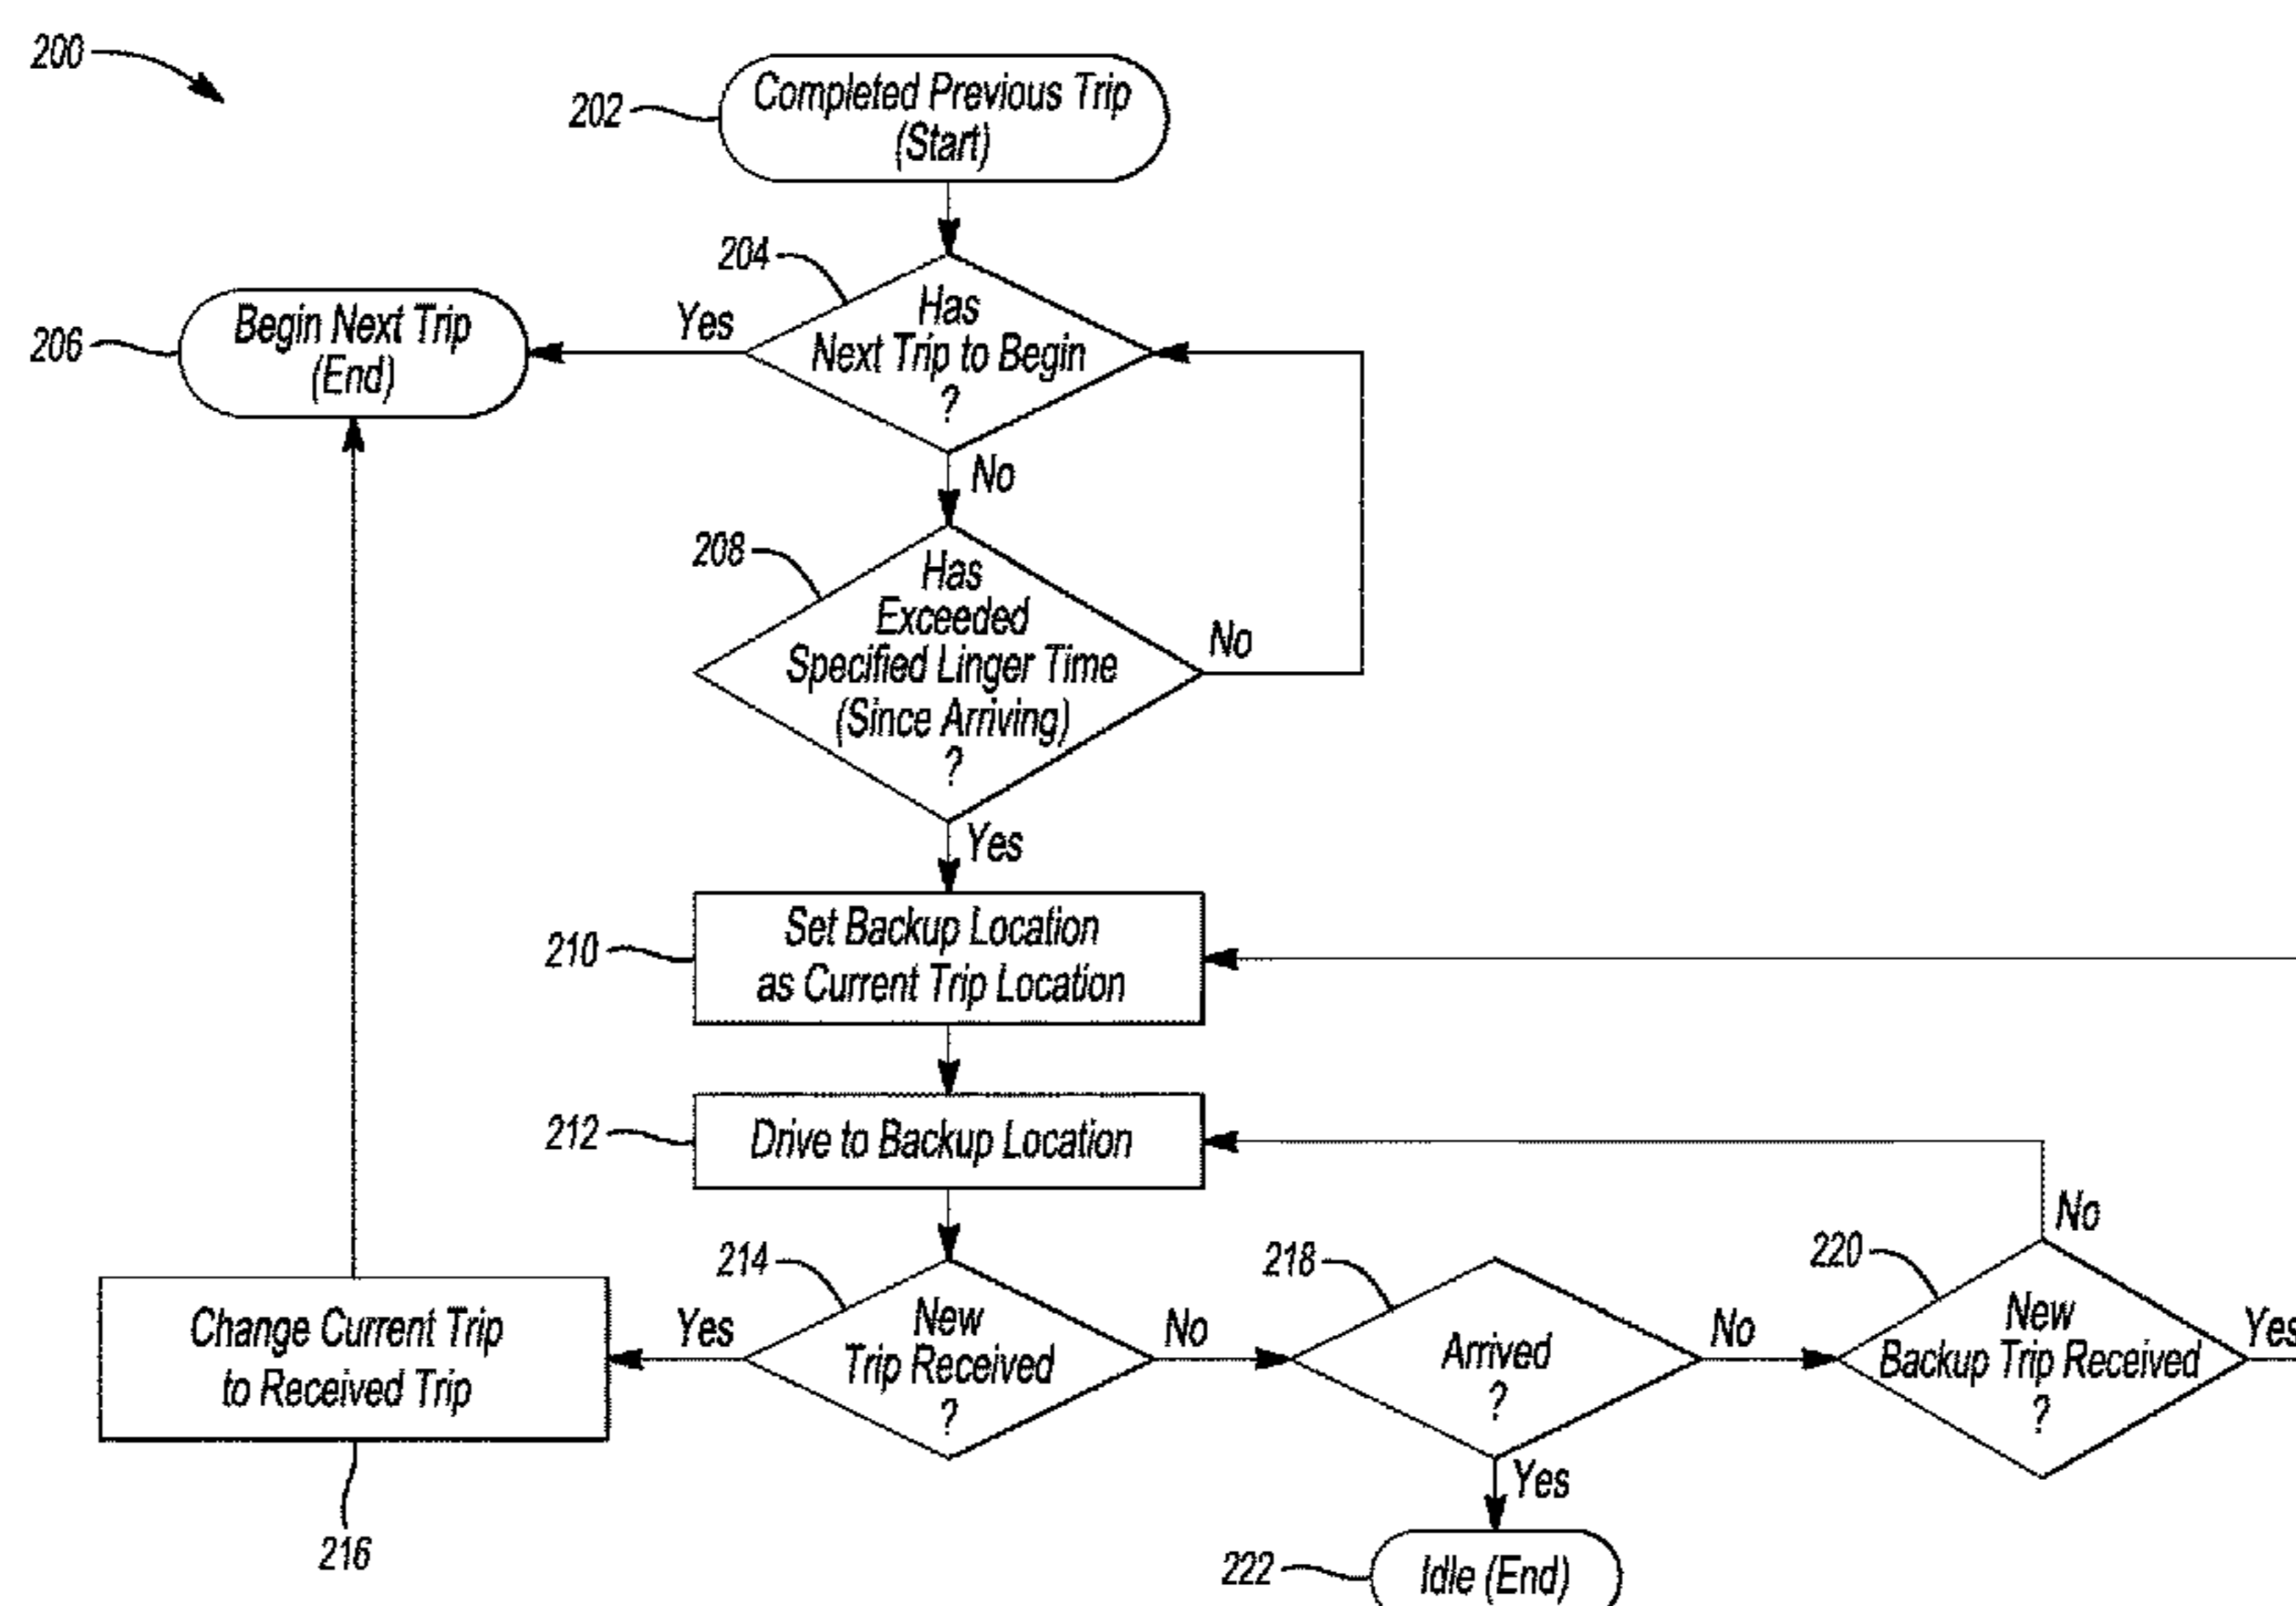 200
202
Completed Previous Trip
(Start)
204
Has
Next Trip to Begin
?
Yes
206
Begin Next Trip
(End)
No
208
Has
Exceeded
Specified Linger Time
(Since Arriving)
?
No
Yes
210
Set Backup Location
as Current Trip Location
212
Drive to Backup Location
No
214
218
220
Change Current Trip
to Received Trip
Yes
New
Trip Received
?
No
Arrived
?
No
New
Backup Trip Received
?
Yes
216
Yes
222
Idle (End)